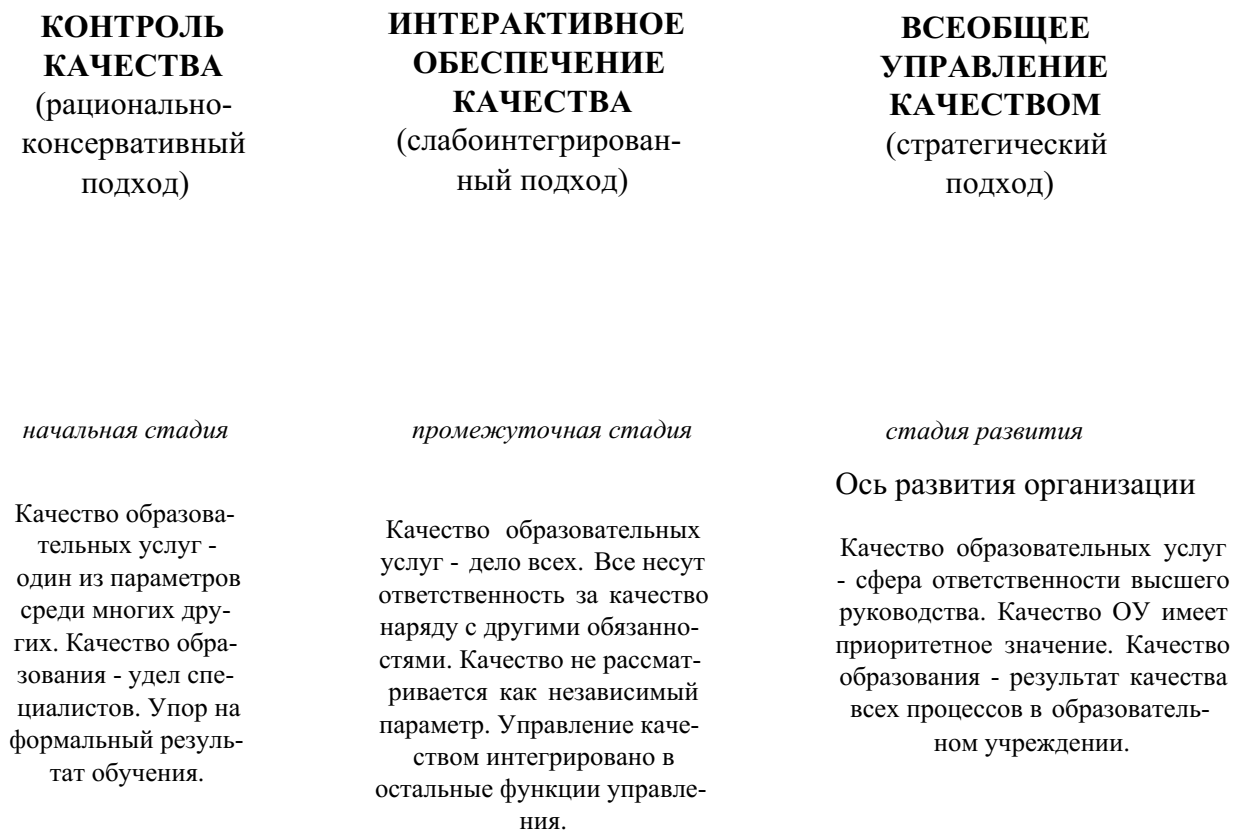 КОНТРОЛЬ
КАЧЕСТВА
(рационально-
консервативный
подход)
ИНТЕРАКТИВНОЕ
ОБЕСПЕЧЕНИЕ
КАЧЕСТВА
(слабоинтегрирован-
ный подход)
ВСЕОБЩЕЕ
УПРАВЛЕНИЕ
КАЧЕСТВОМ
(стратегический
подход)
начальная стадия
промежуточная стадия
стадия развития
Ось развития организации
Качество образова-
тельных услуг -
один из параметров
среди многих дру-
гих. Качество обра-
зования - удел спе-
циалистов. Упор на
формальный резуль-
тат обучения.
Качество образовательных
услуг - дело всех. Все несут
ответственность за качество
наряду с другими обязанно-
стями. Качество не рассмат-
ривается как независимый
параметр. Управление каче-
ством интегрировано в
остальные функции управле-
ния.
Качество образовательных услуг
- сфера ответственности высшего
руководства. Качество ОУ имеет
приоритетное значение. Качество
образования - результат качества
всех процессов в образователь-
ном учреждении.